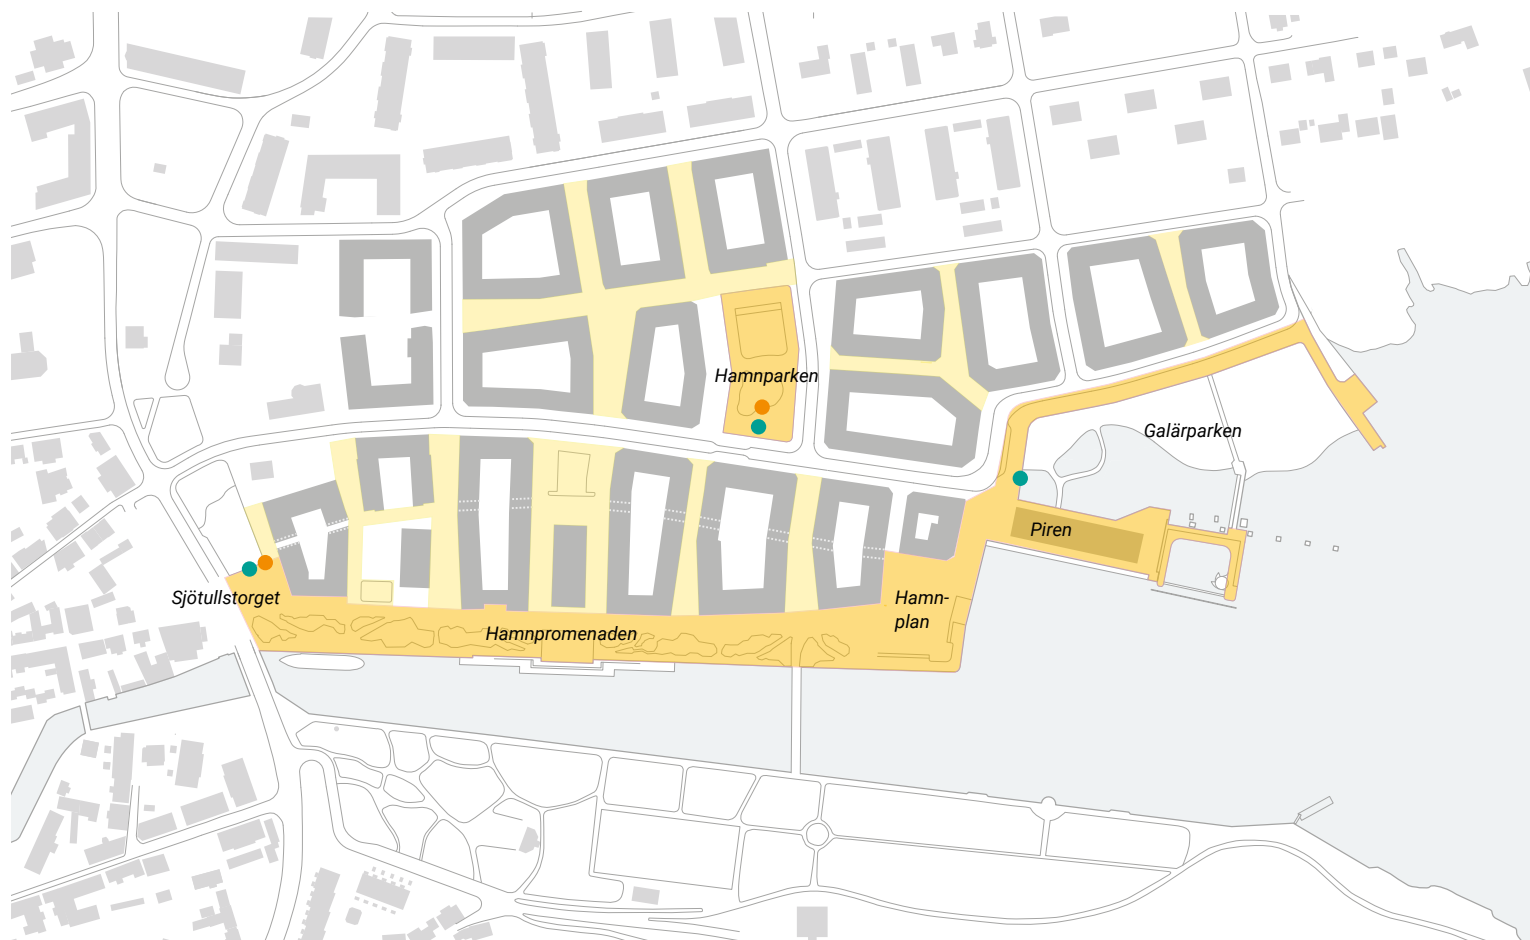 Hamnparken
Galärparken
Piren
Sjötullstorget
Hamn-
plan
Hamnpromenaden